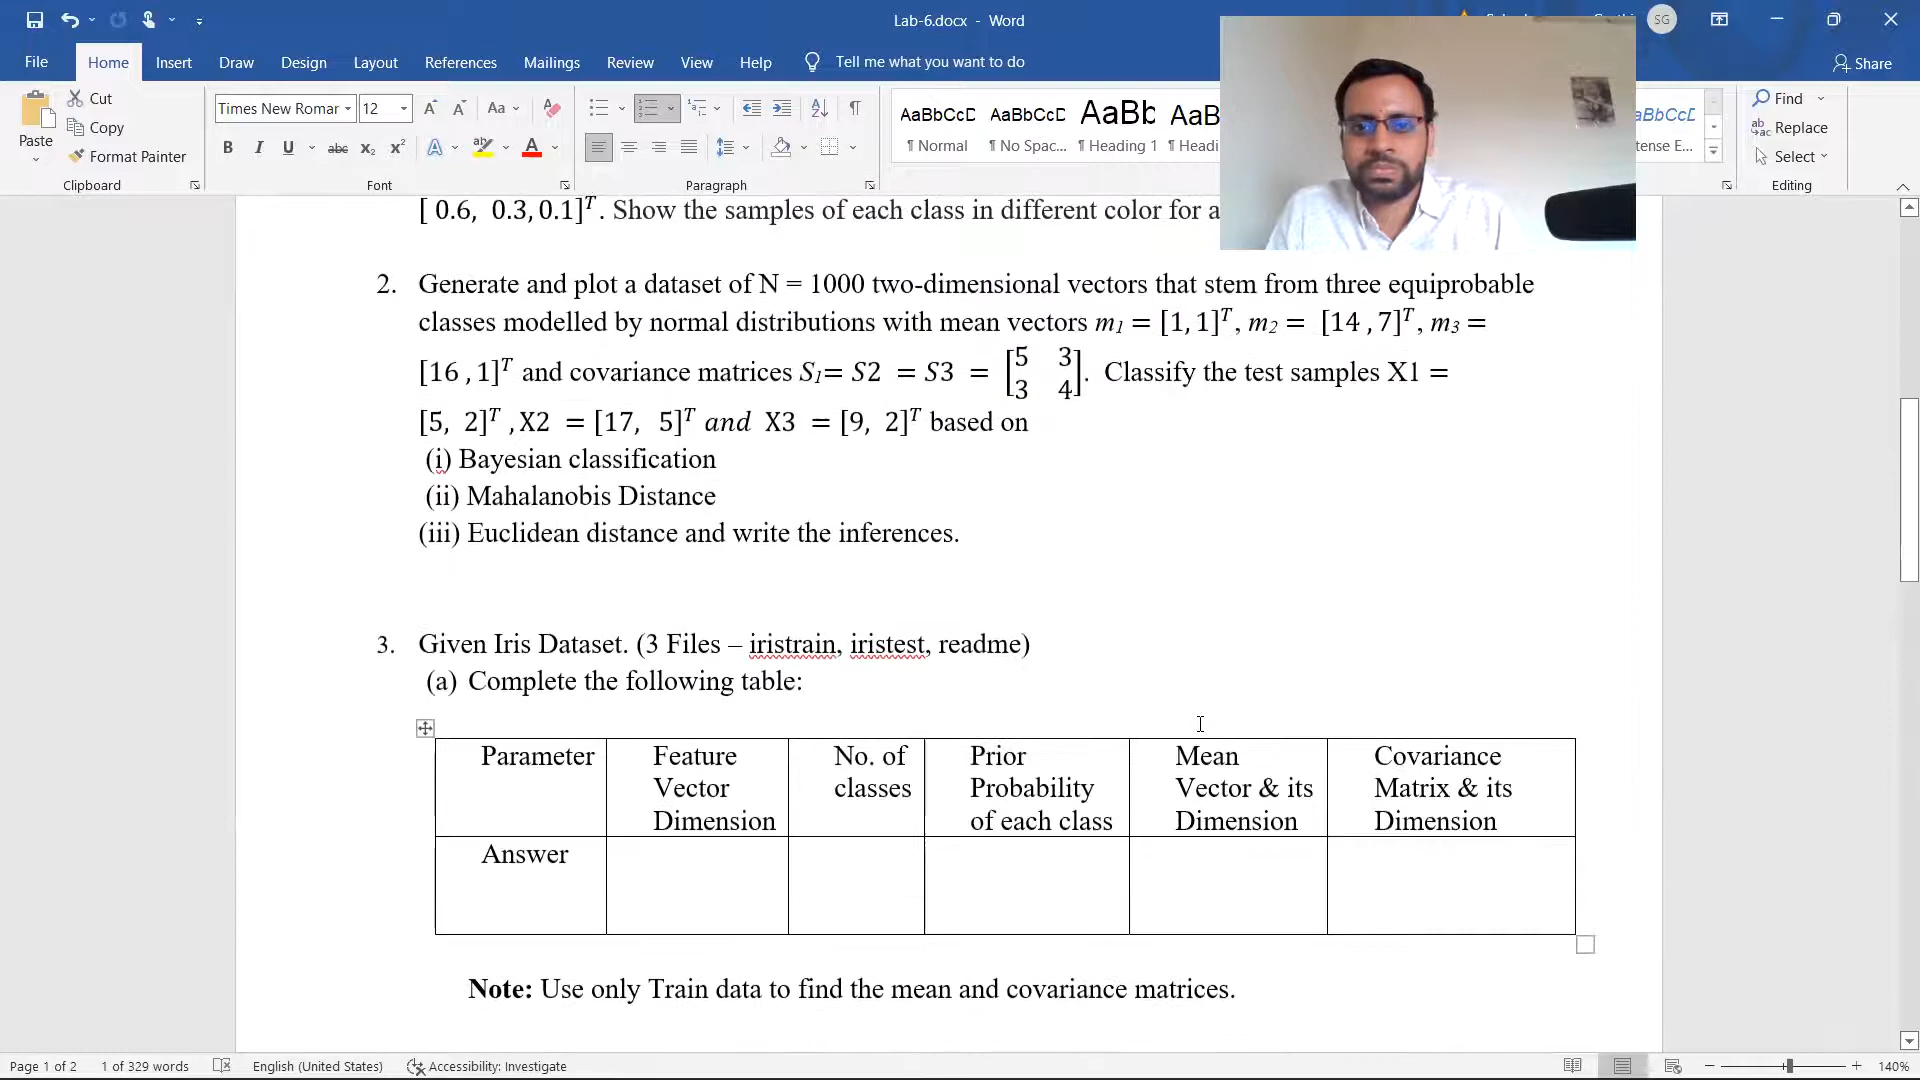 Lab-6.docx - Word
SG
File Home Insert Draw Design Layout References Mailings Review View Help Tell me what you want to do Share
Paste Cut
Copy
Format Painter
Clipboard
Times New Romar 12
Font
Paragraph
AaBbCcD AaBbCcD AaBb AaB
¶ Normal ¶ No Spac... ¶ Heading 1 ¶ Headi
aBbCcD
tense E...
Find
Replace
Select
Editing
[ 0.6, 0.3, 0.1]ᵀ. Show the samples of each class in different color for a
2. Generate and plot a dataset of N = 1000 two-dimensional vectors that stem from three equiprobable
classes modelled by normal distributions with mean vectors m₁ = [1, 1]ᵀ, m₂ = [14 , 7]ᵀ, m₃ =
[16 , 1]ᵀ and covariance matrices S₁= S2 = S3 = [5 3
3 4]. Classify the test samples X1 =
[5, 2]ᵀ , X2 = [17, 5]ᵀ and X3 = [9, 2]ᵀ based on
(i) Bayesian classification
(ii) Mahalanobis Distance
(iii) Euclidean distance and write the inferences.
3. Given Iris Dataset. (3 Files – iristrain, iristest, readme)
(a) Complete the following table:
Parameter Feature No. of Prior Mean Covariance
Vector classes Probability Vector & its Matrix & its
Dimension of each class Dimension Dimension
Answer
Note: Use only Train data to find the mean and covariance matrices.
Page 1 of 2 1 of 329 words English (United States) Accessibility: Investigate 140%